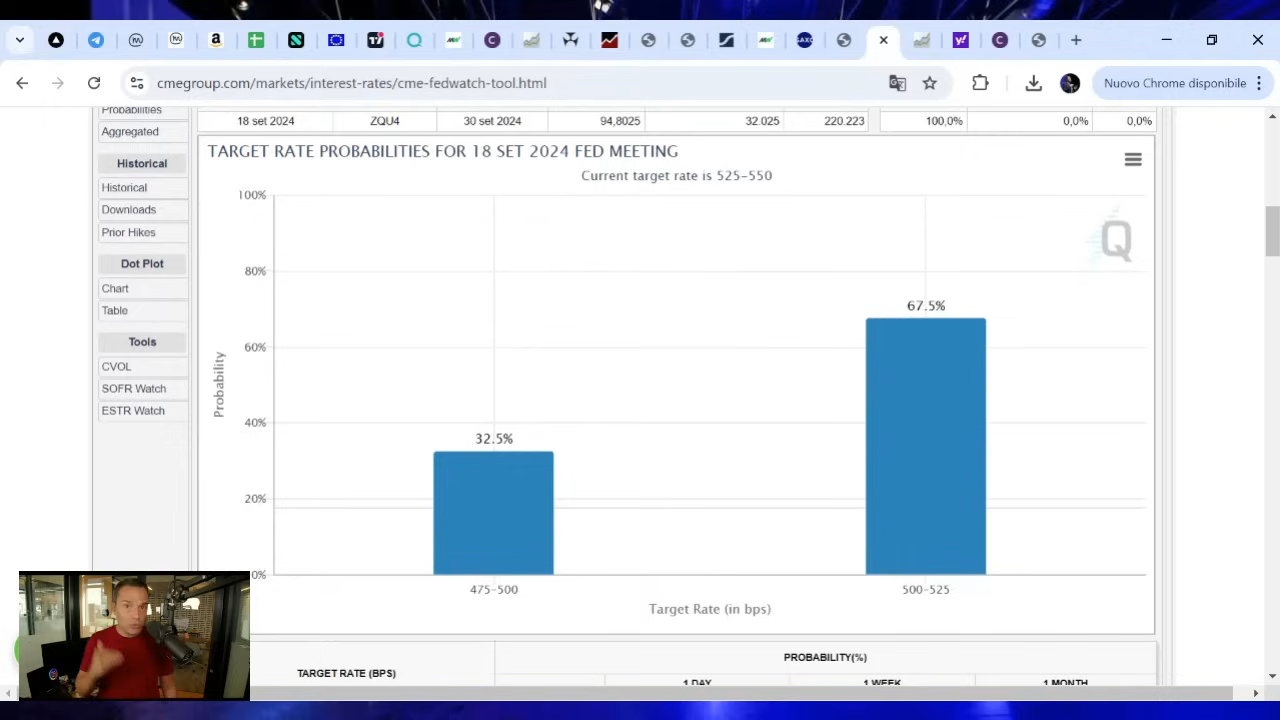 cmegroup.com/markets/interest-rates/cme-fedwatch-tool.html
Nuovo Chrome disponibile
Probabilities
Aggregated
Historical
Historical
Downloads
Prior Hikes
Dot Plot
Chart
Table
Tools
CVOL
SOFR Watch
ESTR Watch
18 set 2024 ZQU4 30 set 2024 94,8025 32.025 220.223 100,0% 0,0% 0,0%
TARGET RATE PROBABILITIES FOR 18 SET 2024 FED MEETING
Current target rate is 525-550
Q
100%
80%
60%
40%
20%
0%
Probability
67.5%
32.5%
475-500 500-525
Target Rate (in bps)
TARGET RATE (BPS) PROBABILITY(%)
1 DAY 1 WEEK 1 MONTH